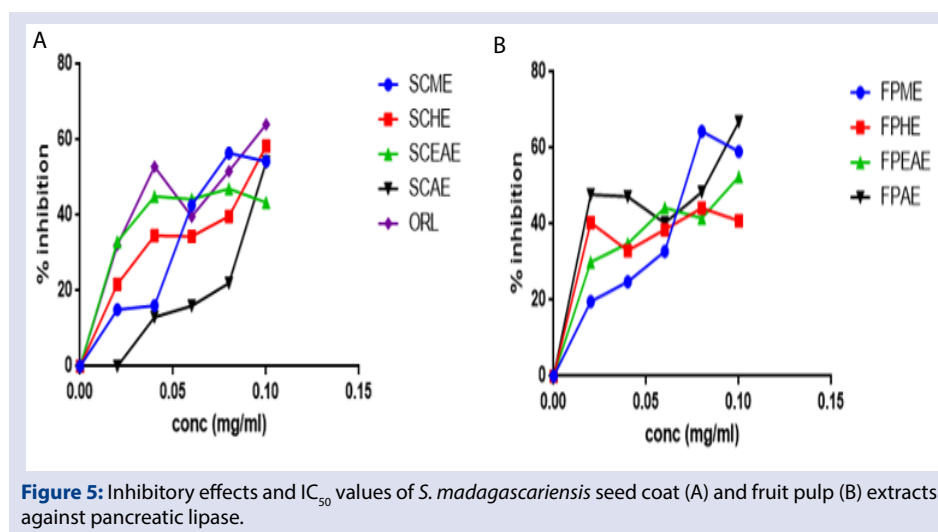 A
80
60
40
20
0
% inhibition
0.00
0.05
0.10
0.15
conc (mg/ml)
SCME
SCHE
SCEAE
SCAE
ORL
B
80
60
40
20
0
% inhibition
0.00
0.05
0.10
0.15
conc (mg/ml)
FPME
FPHE
FPEAE
FPAE
Figure 5: Inhibitory effects and IC50 values of S. madagascariensis seed coat (A) and fruit pulp (B) extracts
against pancreatic lipase.